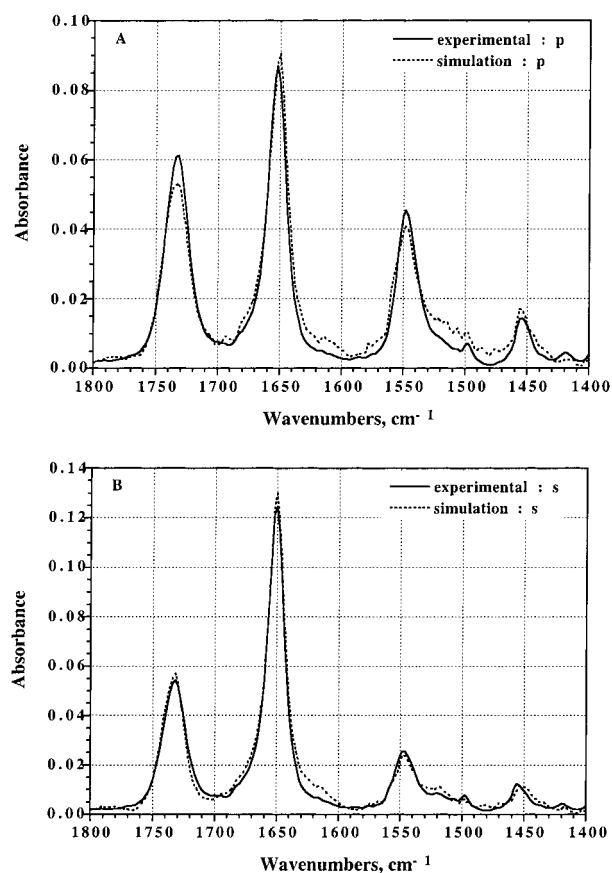 A
experimental : p
simulation : p
0.10
0.08
0.06
0.04
0.02
0.00
Absorbance
1800 1750 1700 1650 1600 1550 1500 1450 1400
Wavenumbers, cm- 1
B
experimental : s
simulation : s
0.14
0.12
0.10
0.08
0.06
0.04
0.02
0.00
Absorbance
1800 1750 1700 1650 1600 1550 1500 1450 1400
Wavenumbers, cm- 1